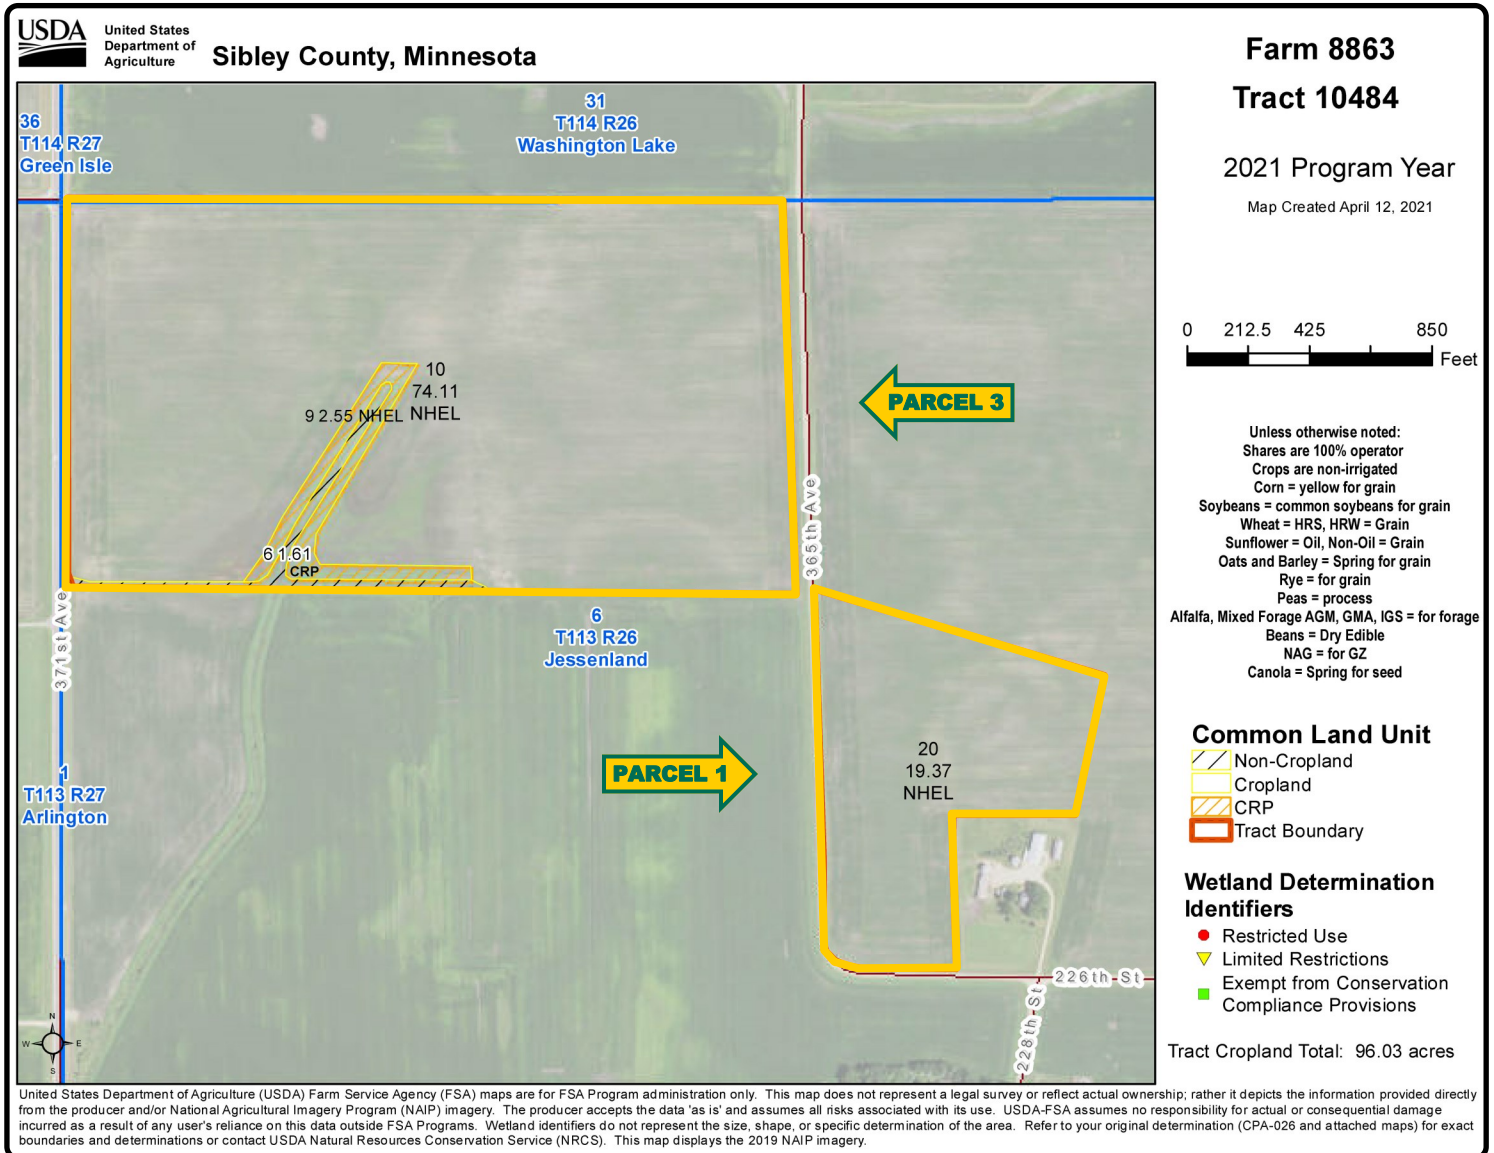 USDA
United States
Department of
Agriculture
Sibley County, Minnesota
Farm 8863
Tract 10484
2021 Program Year
Map Created April 12, 2021
36
T114 R27
Green Isle
31
T114 R26
Washington Lake
10
74.11
NHEL
9 2.55 NHEL
6 1.61
CRP
PARCEL 3
365th Ave
371st Ave
6
T113 R26
Jessenland
PARCEL 1
20
19.37
NHEL
1
T113 R27
Arlington
226th St
228th St
N
W
E
S
0 212.5 425 850
Feet
Unless otherwise noted:
Shares are 100% operator
Crops are non-irrigated
Corn = yellow for grain
Soybeans = common soybeans for grain
Wheat = HRS, HRW = Grain
Sunflower = Oil, Non-Oil = Grain
Oats and Barley = Spring for grain
Rye = for grain
Peas = process
Alfalfa, Mixed Forage AGM, GMA, IGS = for forage
Beans = Dry Edible
NAG = for GZ
Canola = Spring for seed
Common Land Unit
Non-Cropland
Cropland
CRP
Tract Boundary
Wetland Determination
Identifiers
Restricted Use
Limited Restrictions
Exempt from Conservation
Compliance Provisions
Tract Cropland Total: 96.03 acres
United States Department of Agriculture (USDA) Farm Service Agency (FSA) maps are for FSA Program administration only. This map does not represent a legal survey or reflect actual ownership; rather it depicts the information provided directly
from the producer and/or National Agricultural Imagery Program (NAIP) imagery. The producer accepts the data 'as is' and assumes all risks associated with its use. USDA-FSA assumes no responsibility for actual or consequential damage
incurred as a result of any user's reliance on this data outside FSA Programs. Wetland identifiers do not represent the size, shape, or specific determination of the area. Refer to your original determination (CPA-026 and attached maps) for exact
boundaries and determinations or contact USDA Natural Resources Conservation Service (NRCS). This map displays the 2019 NAIP imagery.